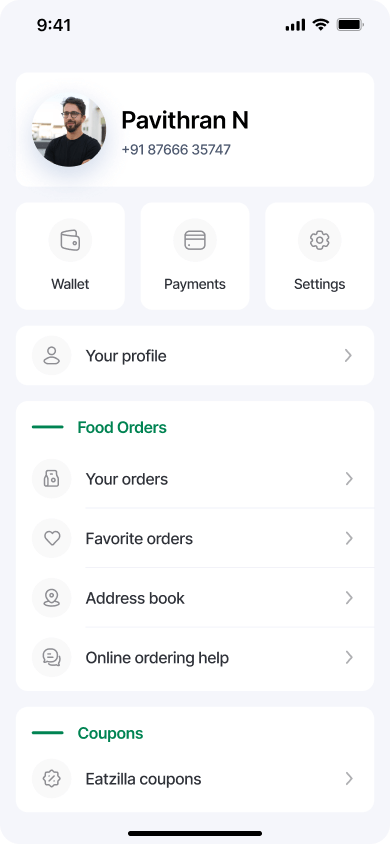 9:41
Pavithran N
+91 87666 35747
Wallet
Payments
Settings
Your profile
Food Orders
Your orders
Favorite orders
Address book
Online ordering help
Coupons
Eatzilla coupons